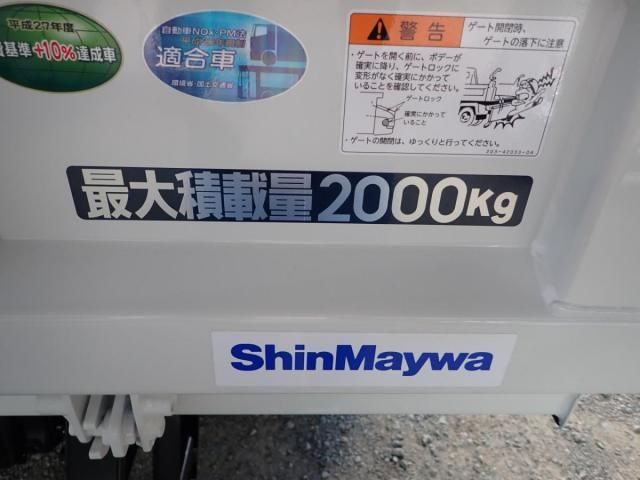 平成27年度
基準+10%達成車
自動車NOx・PM法
適合車
環境省・国土交通省
警告
ゲート開閉時、
ゲートの落下に注意
・ゲートを開く前に、ボデーが
確実に降り、ゲートロックに
変形がなく確実にかかって
いることを確認してください。
ゲートロック
確実にかかって
いること
・ゲートの開閉は、ゆっくりと行ってください。
最大積載量2000Kg
ShinMaywa